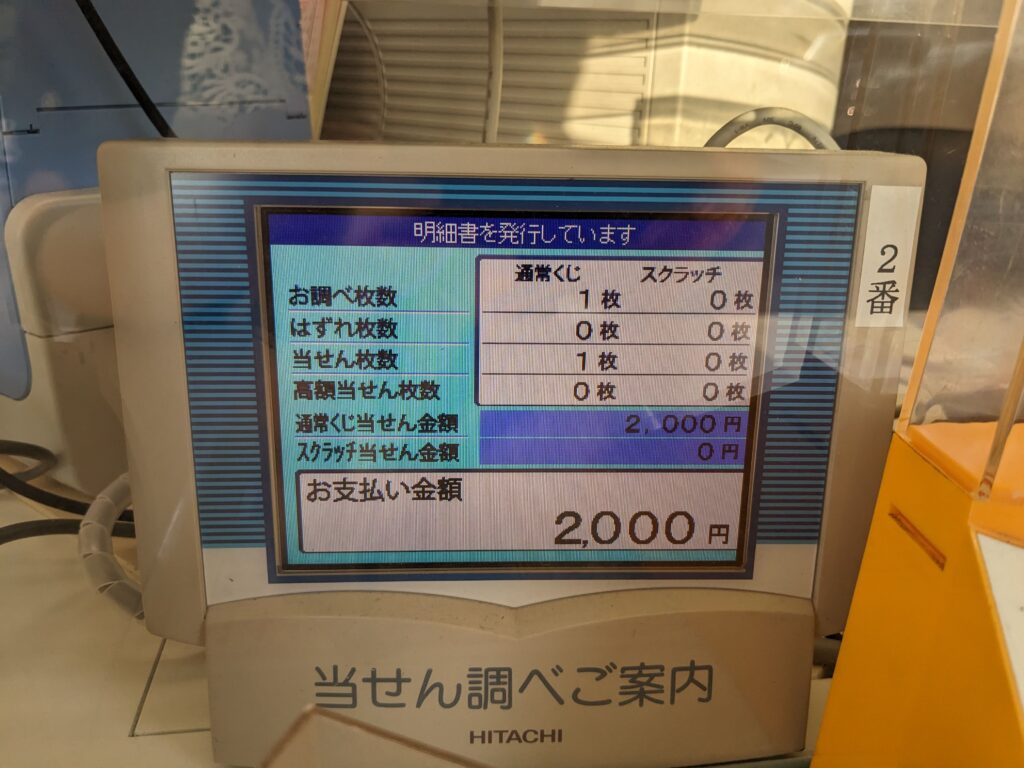 明細書を発行しています
通常くじ スクラッチ
お調べ枚数 1枚 0枚
はずれ枚数 0枚 0枚
当せん枚数 1枚 0枚
高額当せん枚数 0枚 0枚
通常くじ当せん金額 2,000円
スクラッチ当せん金額 0円
お支払い金額
2,000円
2番
当せん調べご案内
HITACHI